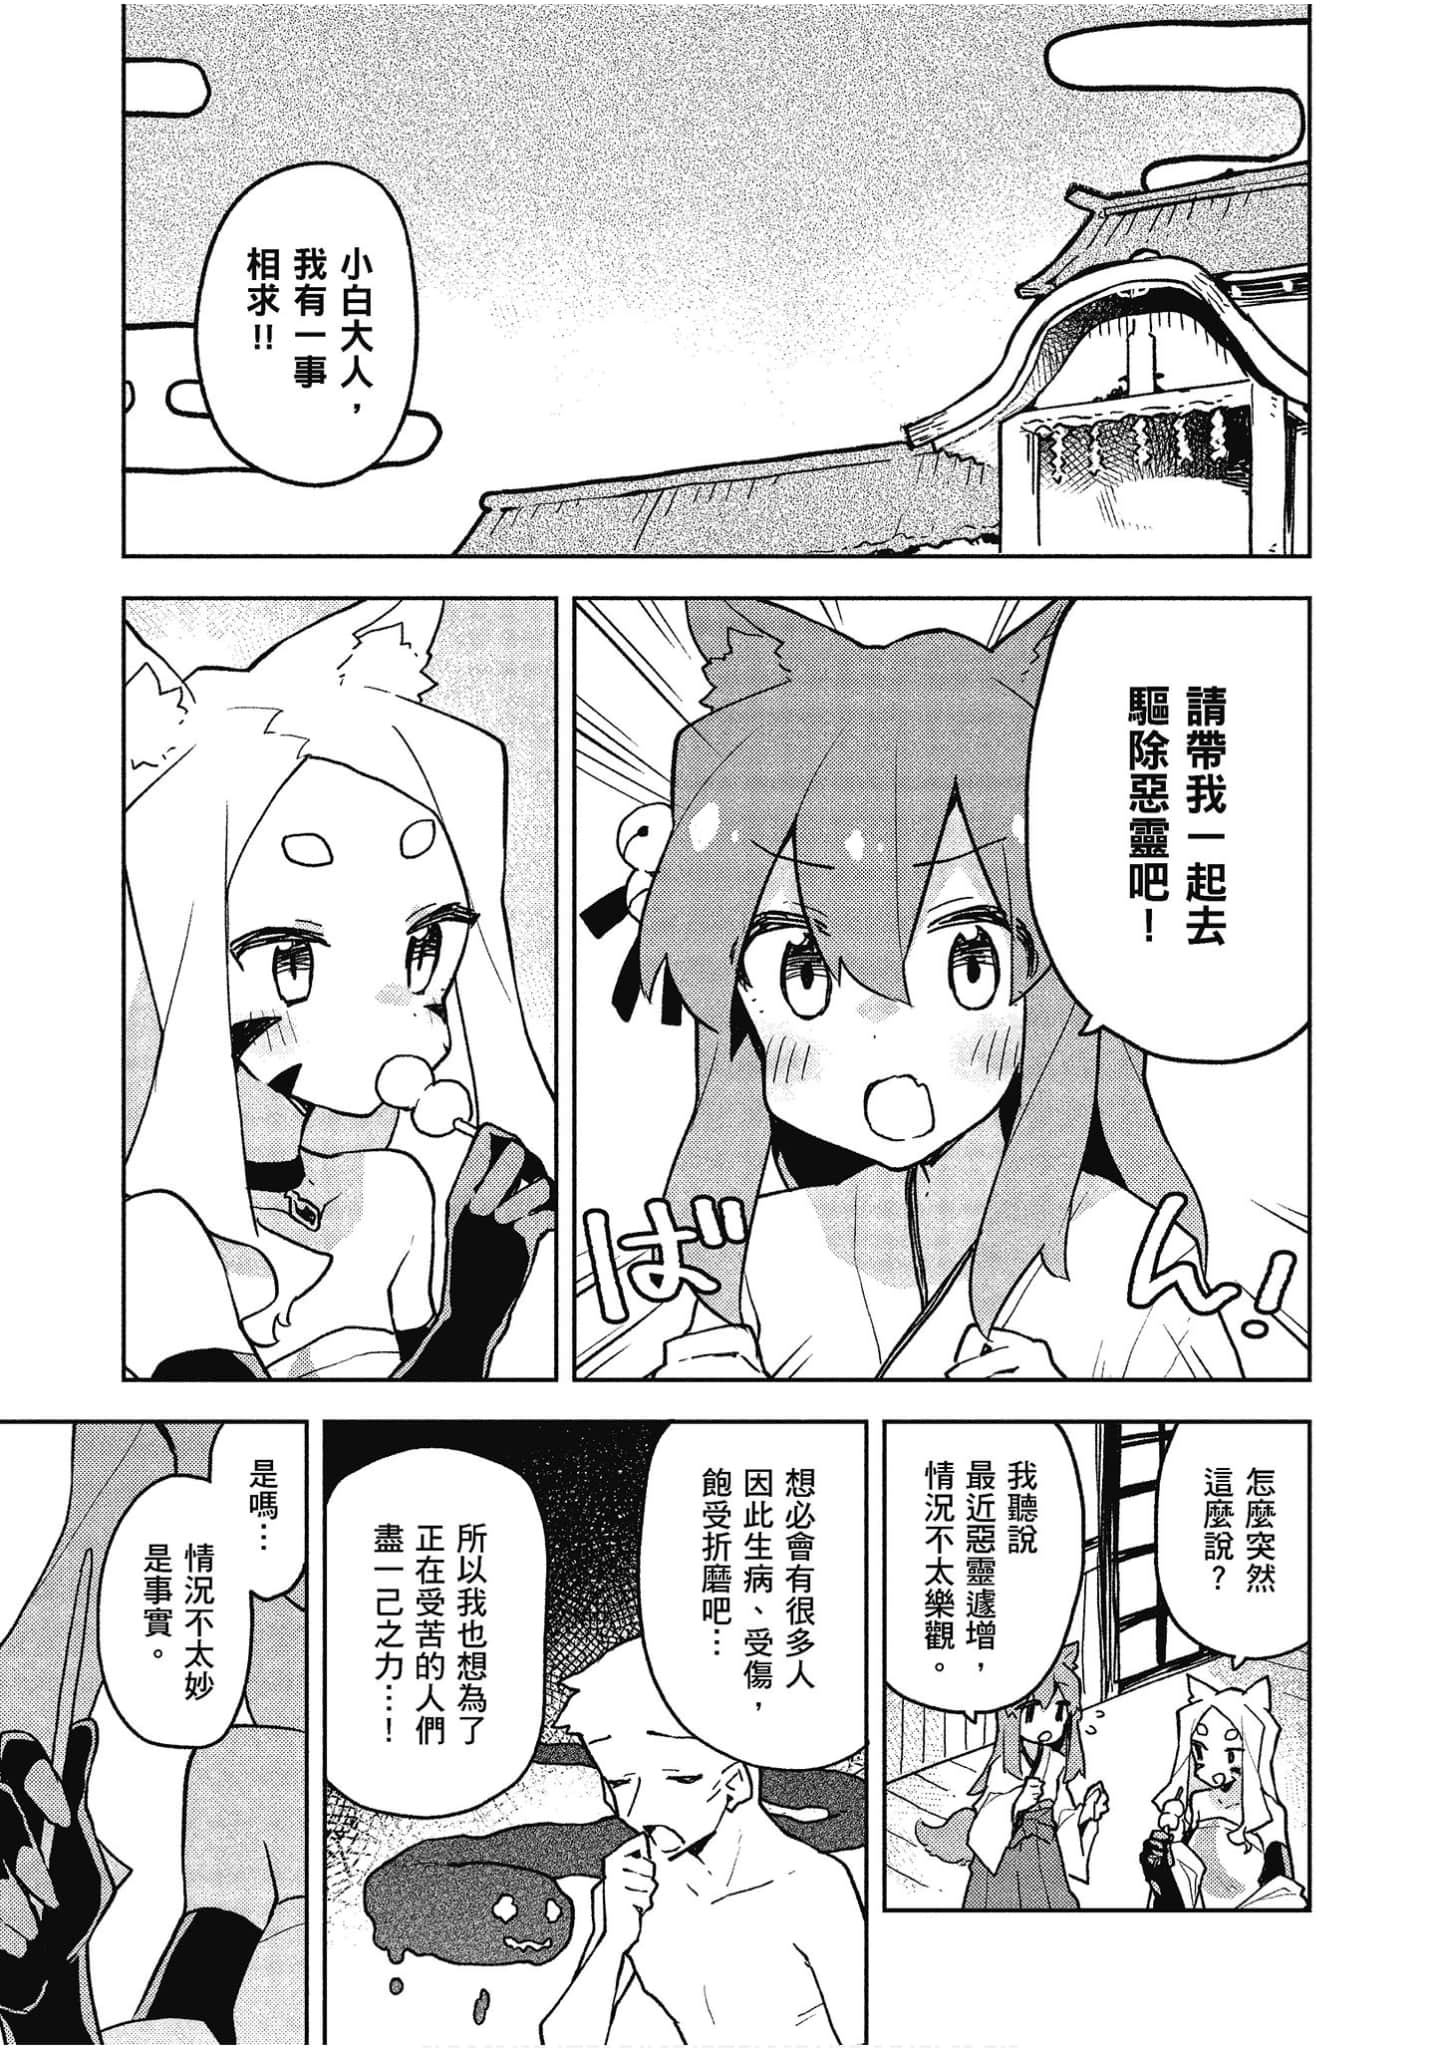 小白大人，
我有一事
相求!!
請帶我一起去
驅除惡靈吧！
ばん！
怎麼突然
這麼說？
我聽說
最近惡靈遽增，
情況不太樂觀。
想必會有很多人
因此生病、受傷，
飽受折磨吧…
所以我也想為了
正在受苦的人們
盡一己之力…！
是嗎…
情況不太妙
是事實。